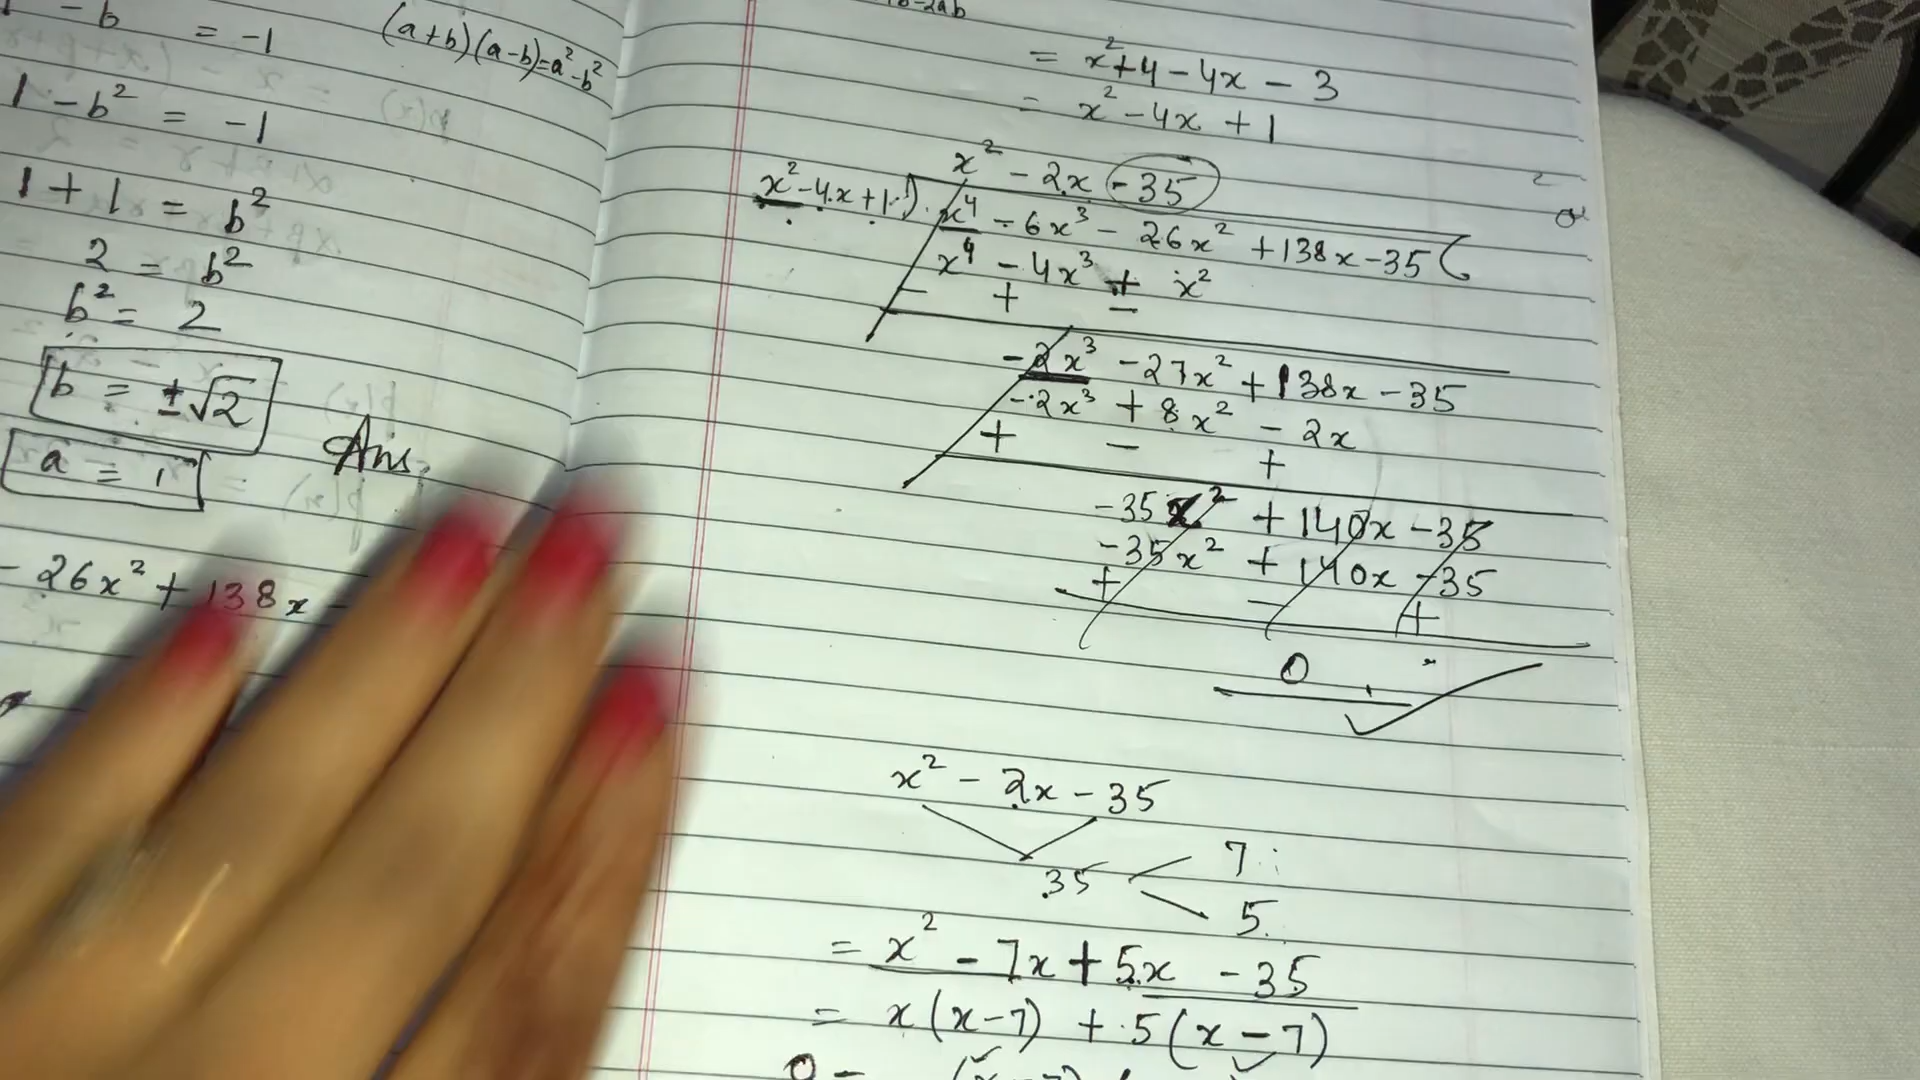 - b = -1
(a+b)(a-b)=a²-b²
1 - b² = -1
1 + 1 = b²
2 = b²
b² = 2
b = ±√2
a = 1
Ans.
- 26x² + 138x
= x²+4-4x-3
= x²-4x+1
x² - 2x - 35
x²-4x+1) x⁴ - 6x³ - 26x² + 138x - 35(
x⁴ - 4x³ + x²
- + -
-2x³ - 27x² + 138x - 35
-2x³ + 8x² - 2x
+ - +
-35x² + 140x - 35
-35x² + 140x - 35
+ - +
0
x² - 2x - 35
35
7
5
= x² - 7x + 5x - 35
= x(x-7) + 5(x-7)